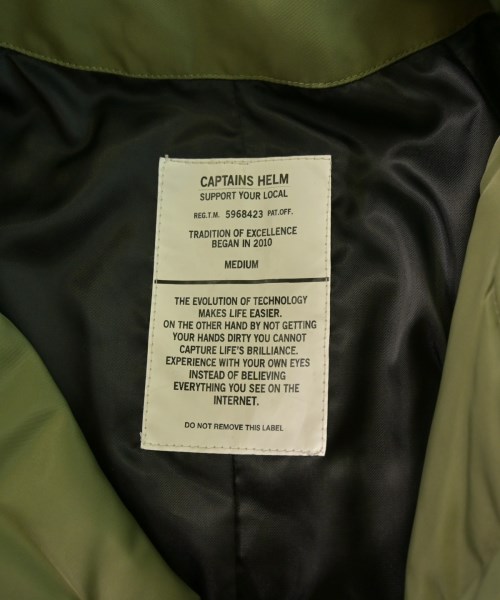 CAPTAINS HELM
SUPPORT YOUR LOCAL
REG.T.M. 5968423 PAT.OFF.
TRADITION OF EXCELLENCE
BEGAN IN 2010
MEDIUM
THE EVOLUTION OF TECHNOLOGY
MAKES LIFE EASIER.
ON THE OTHER HAND BY NOT GETTING
YOUR HANDS DIRTY YOU CANNOT
CAPTURE LIFE'S BRILLIANCE.
EXPERIENCE WITH YOUR OWN EYES
INSTEAD OF BELIEVING
EVERYTHING YOU SEE ON THE
INTERNET.
DO NOT REMOVE THIS LABEL